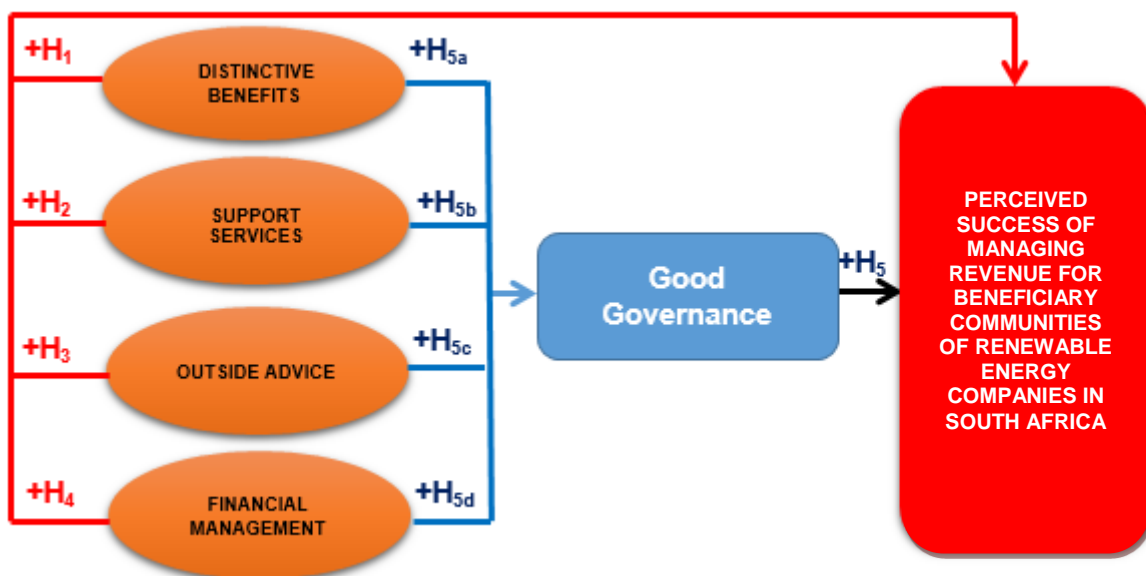 +H1
DISTINCTIVE
BENEFITS
+H5a
+H2
SUPPORT
SERVICES
+H5b
+H3
OUTSIDE ADVICE
+H5c
+H4
FINANCIAL
MANAGEMENT
+H5d
Good
Governance
+H5
PERCEIVED
SUCCESS OF
MANAGING
REVENUE FOR
BENEFICIARY
COMMUNITIES
OF RENEWABLE
ENERGY
COMPANIES IN
SOUTH AFRICA